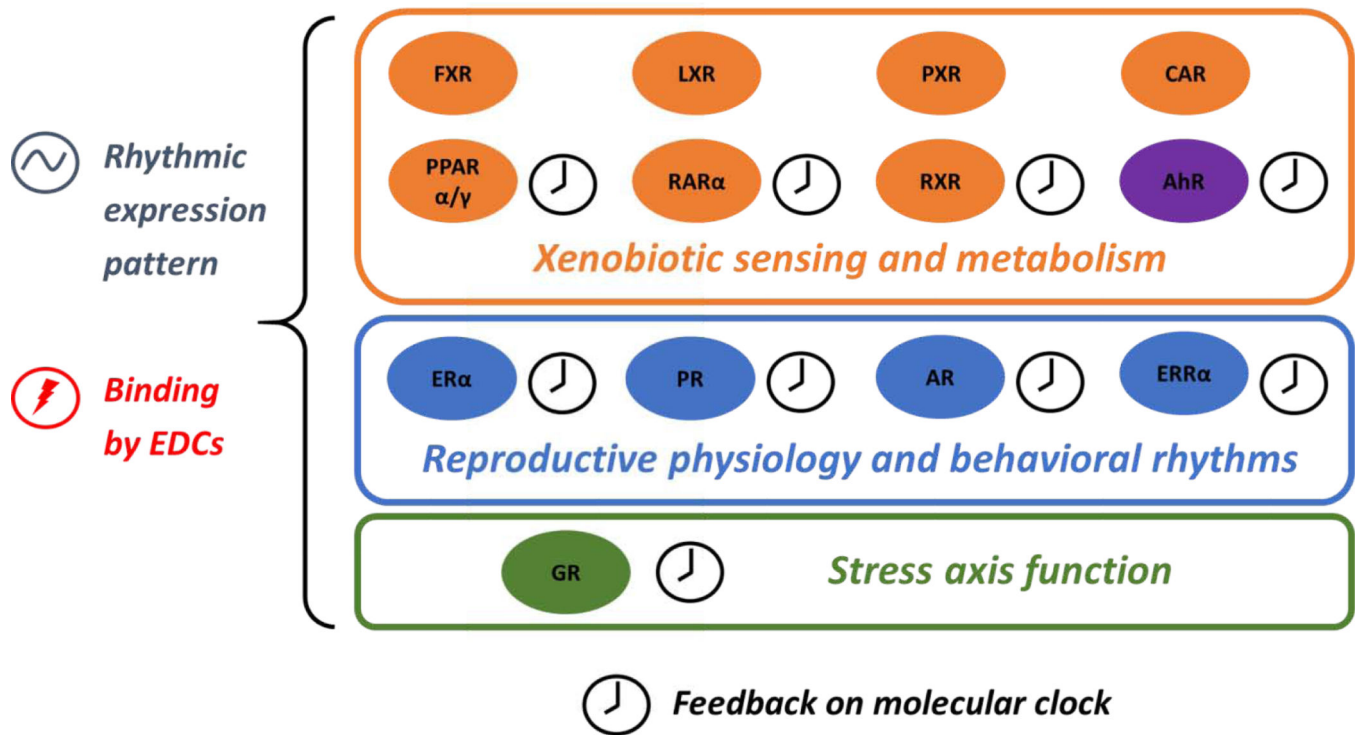 FXR
LXR
PXR
CAR
Rhythmic
expression
pattern
PPAR
α/γ
RARα
RXR
AhR
Xenobiotic sensing and metabolism
Binding
by EDCs
ERα
PR
AR
ERRα
Reproductive physiology and behavioral rhythms
GR
Stress axis function
Feedback on molecular clock